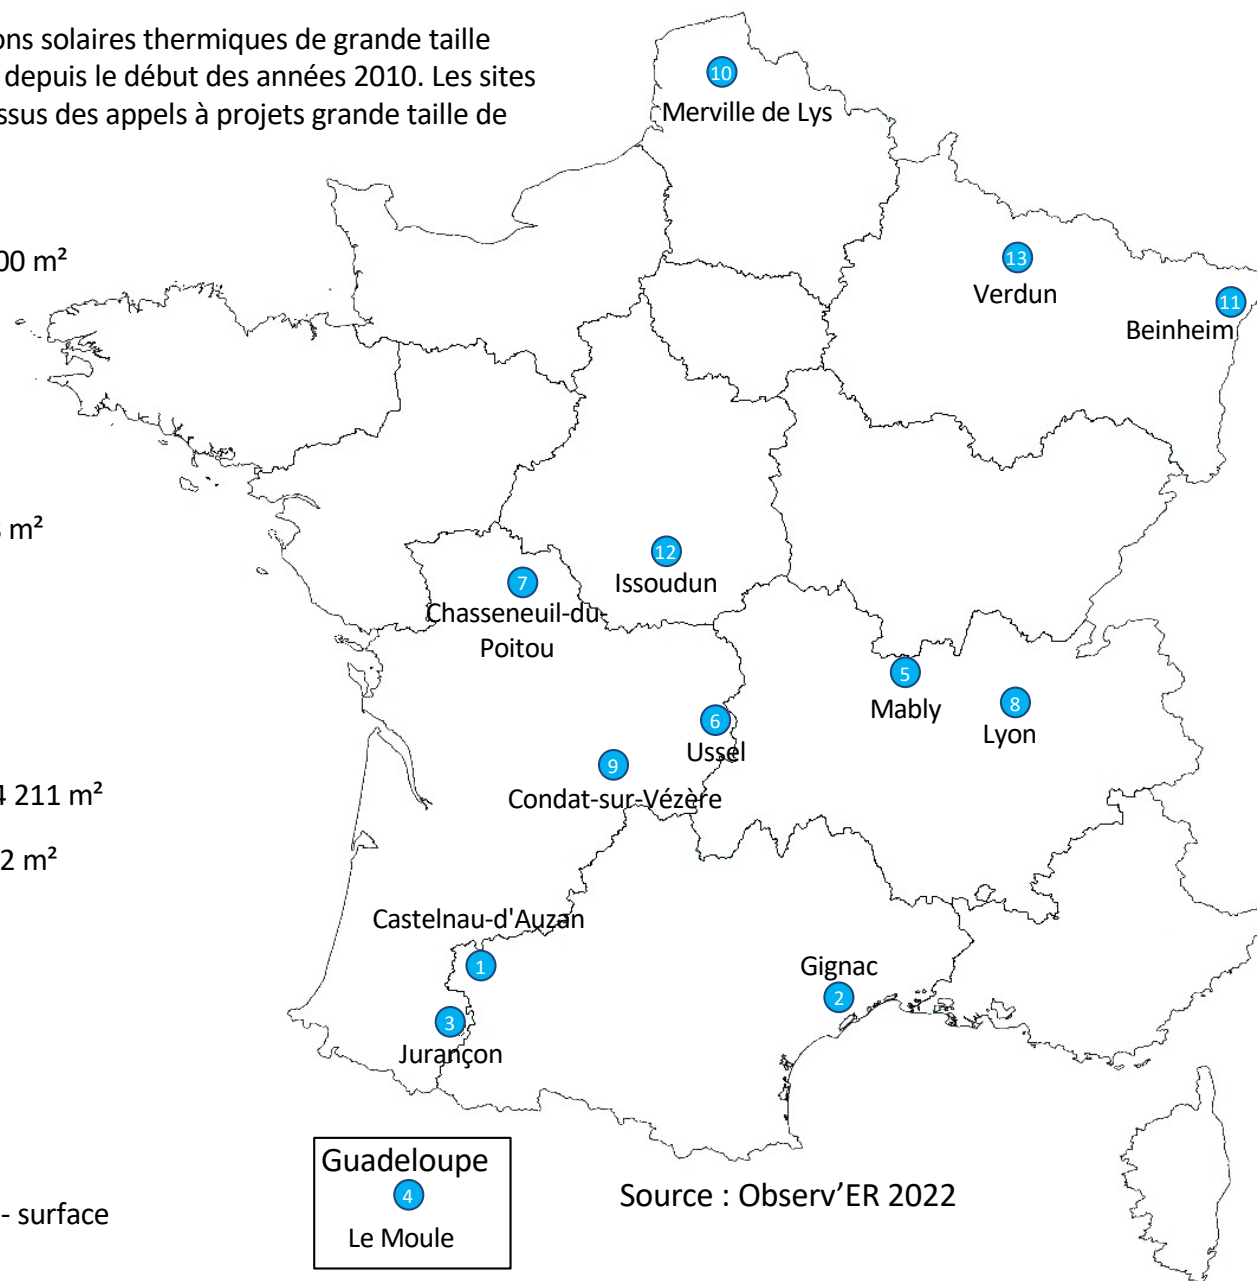 ons solaires thermiques de grande taille
depuis le début des années 2010. Les sites
ssus des appels à projets grande taille de
10
Merville de Lys
00 m²
13
Verdun
11
Beinheim
m²
12
Issoudun
7
Chasseneuil-du-
Poitou
5
Mably
8
Lyon
6
Ussel
9
Condat-sur-Vézère
4 211 m²
2 m²
Castelnau-d'Auzan
1
Gignac
2
3
Jurançon
Guadeloupe
4
Le Moule
Source : Observ'ER 2022
- surface